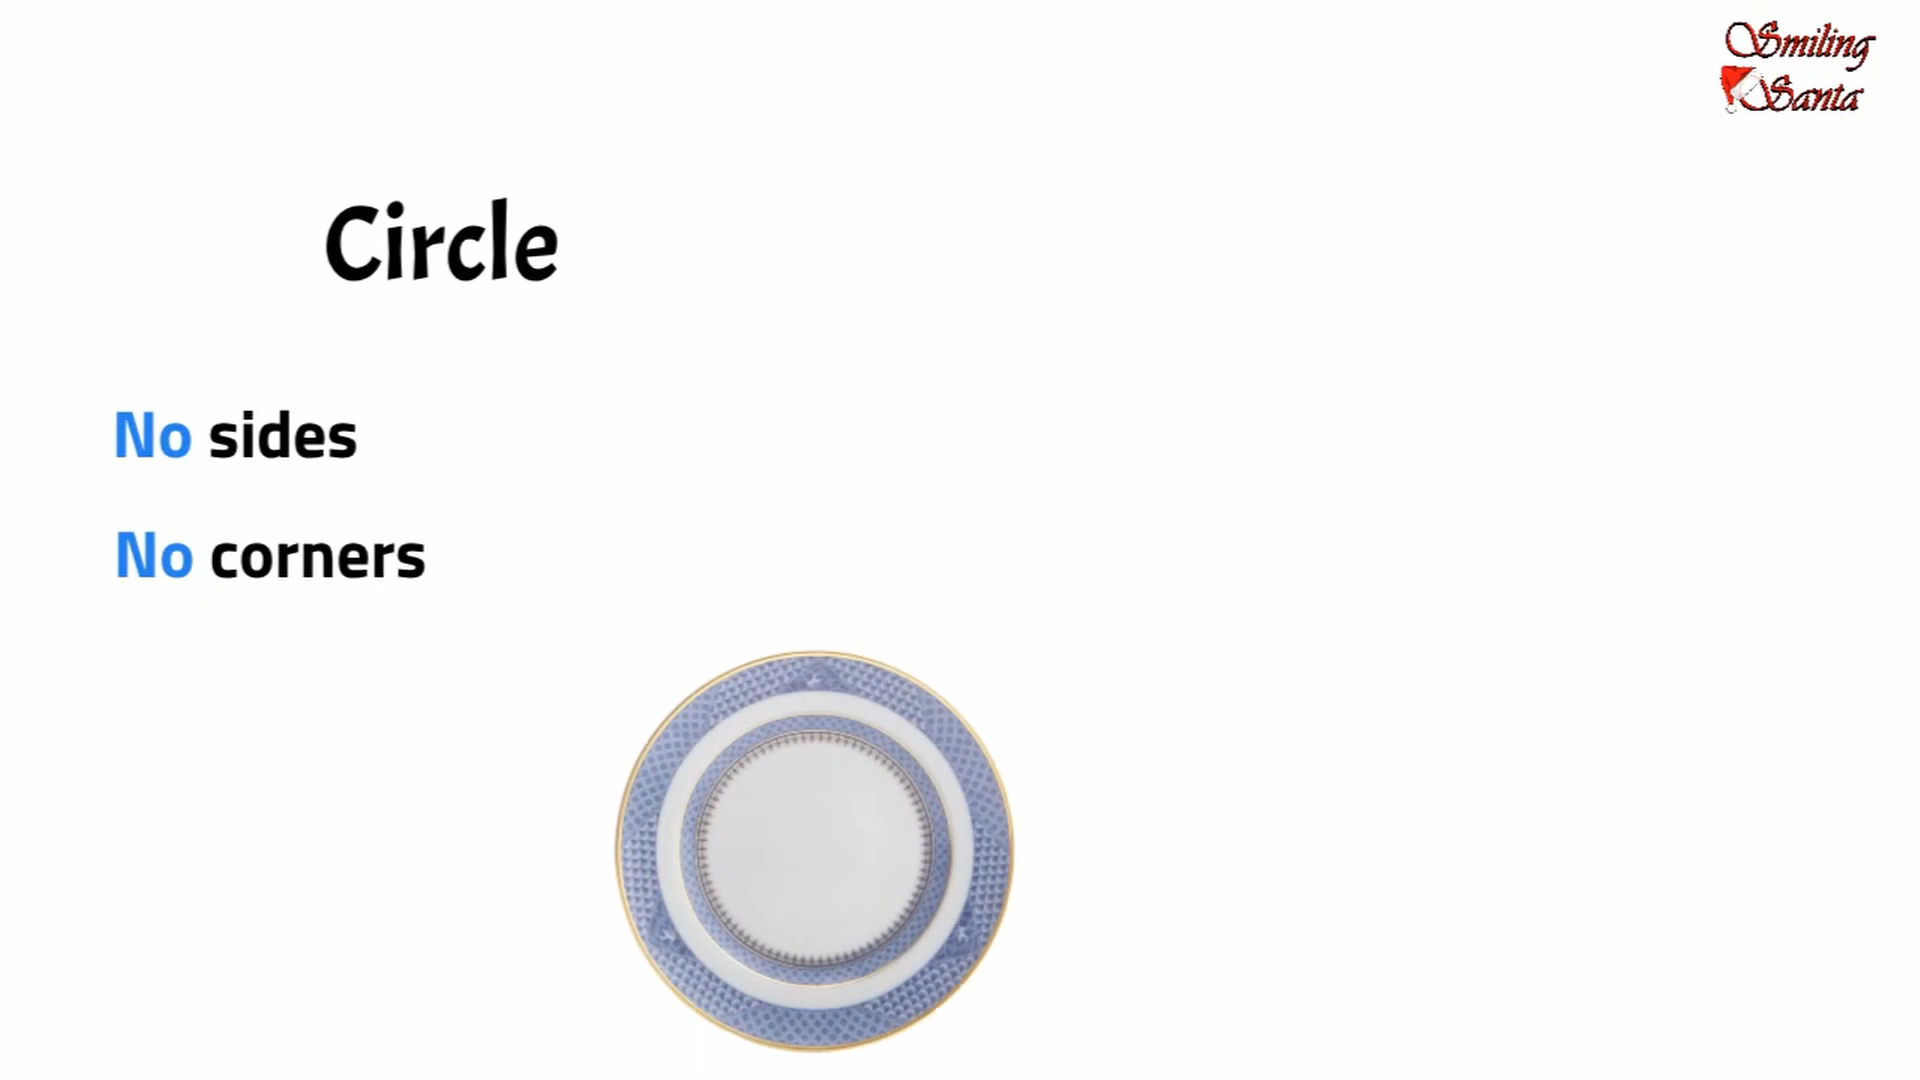 Smiling
Santa
Circle
No sides
No corners